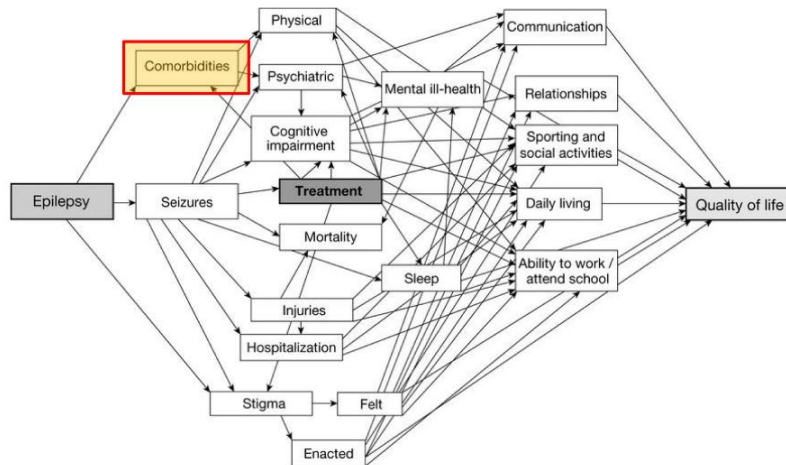 Physical
Communication
Comorbidities
Psychiatric
Mental ill-health
Relationships
Cognitive
impairment
Sporting and
social activities
Epilepsy
Seizures
Treatment
Daily living
Quality of life
Mortality
Sleep
Ability to work /
attend school
Injuries
Hospitalization
Stigma
Felt
Enacted